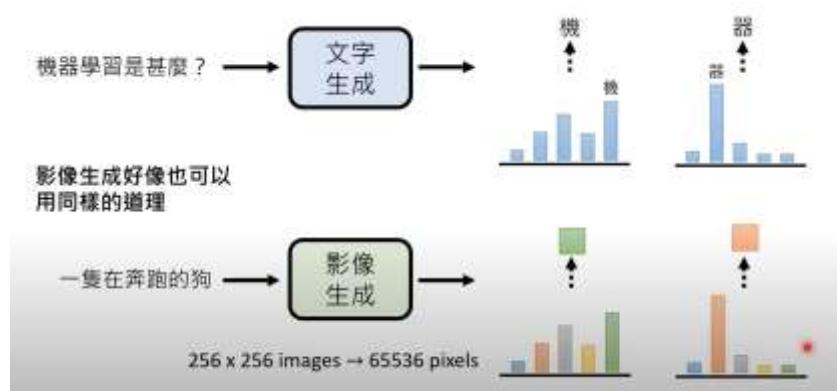 機 器
機器學習是甚麼？
文字
生成
機
器
影像生成好像也可以
用同樣的道理
一隻在奔跑的狗
影像
生成
256 x 256 images → 65536 pixels